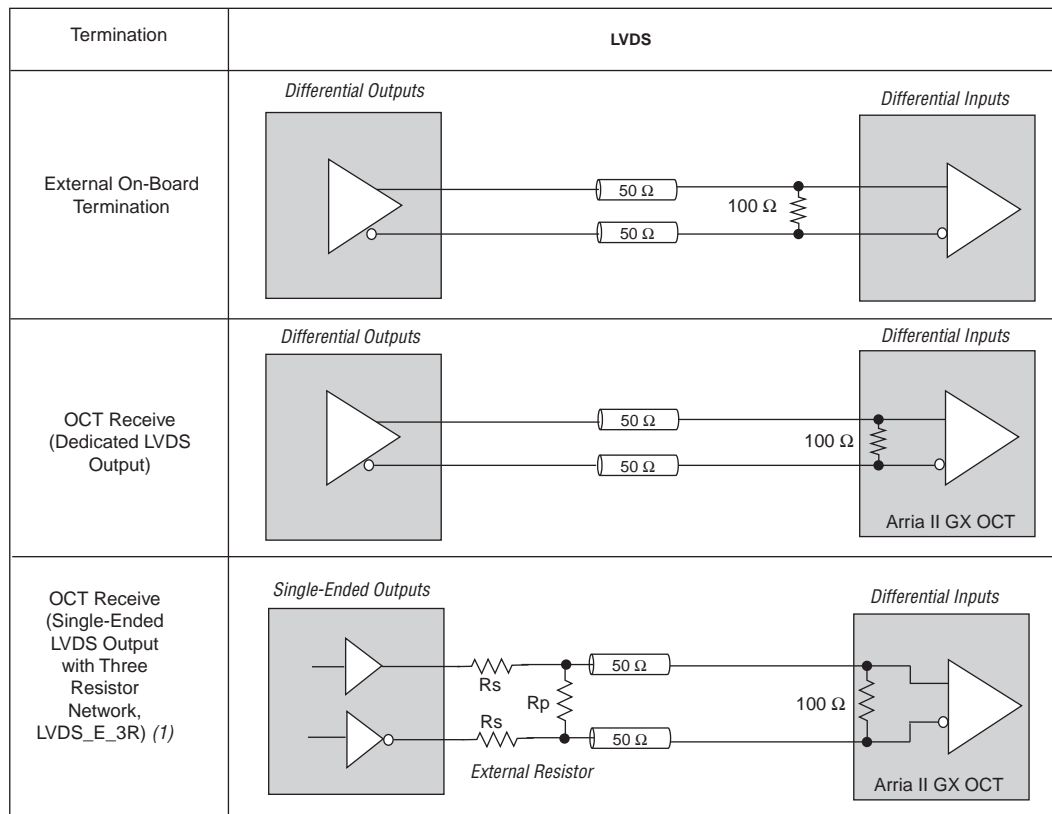 Termination
LVDS
External On-Board
Termination
Differential Outputs
Differential Inputs
50 Ω
50 Ω
100 Ω
OCT Receive
(Dedicated LVDS
Output)
Differential Outputs
Differential Inputs
50 Ω
50 Ω
100 Ω
Arria II GX OCT
OCT Receive
(Single-Ended
LVDS Output
with Three
Resistor
Network,
LVDS_E_3R) (1)
Single-Ended Outputs
Differential Inputs
Rs
50 Ω
Rp
100 Ω
Rs
50 Ω
External Resistor
Arria II GX OCT